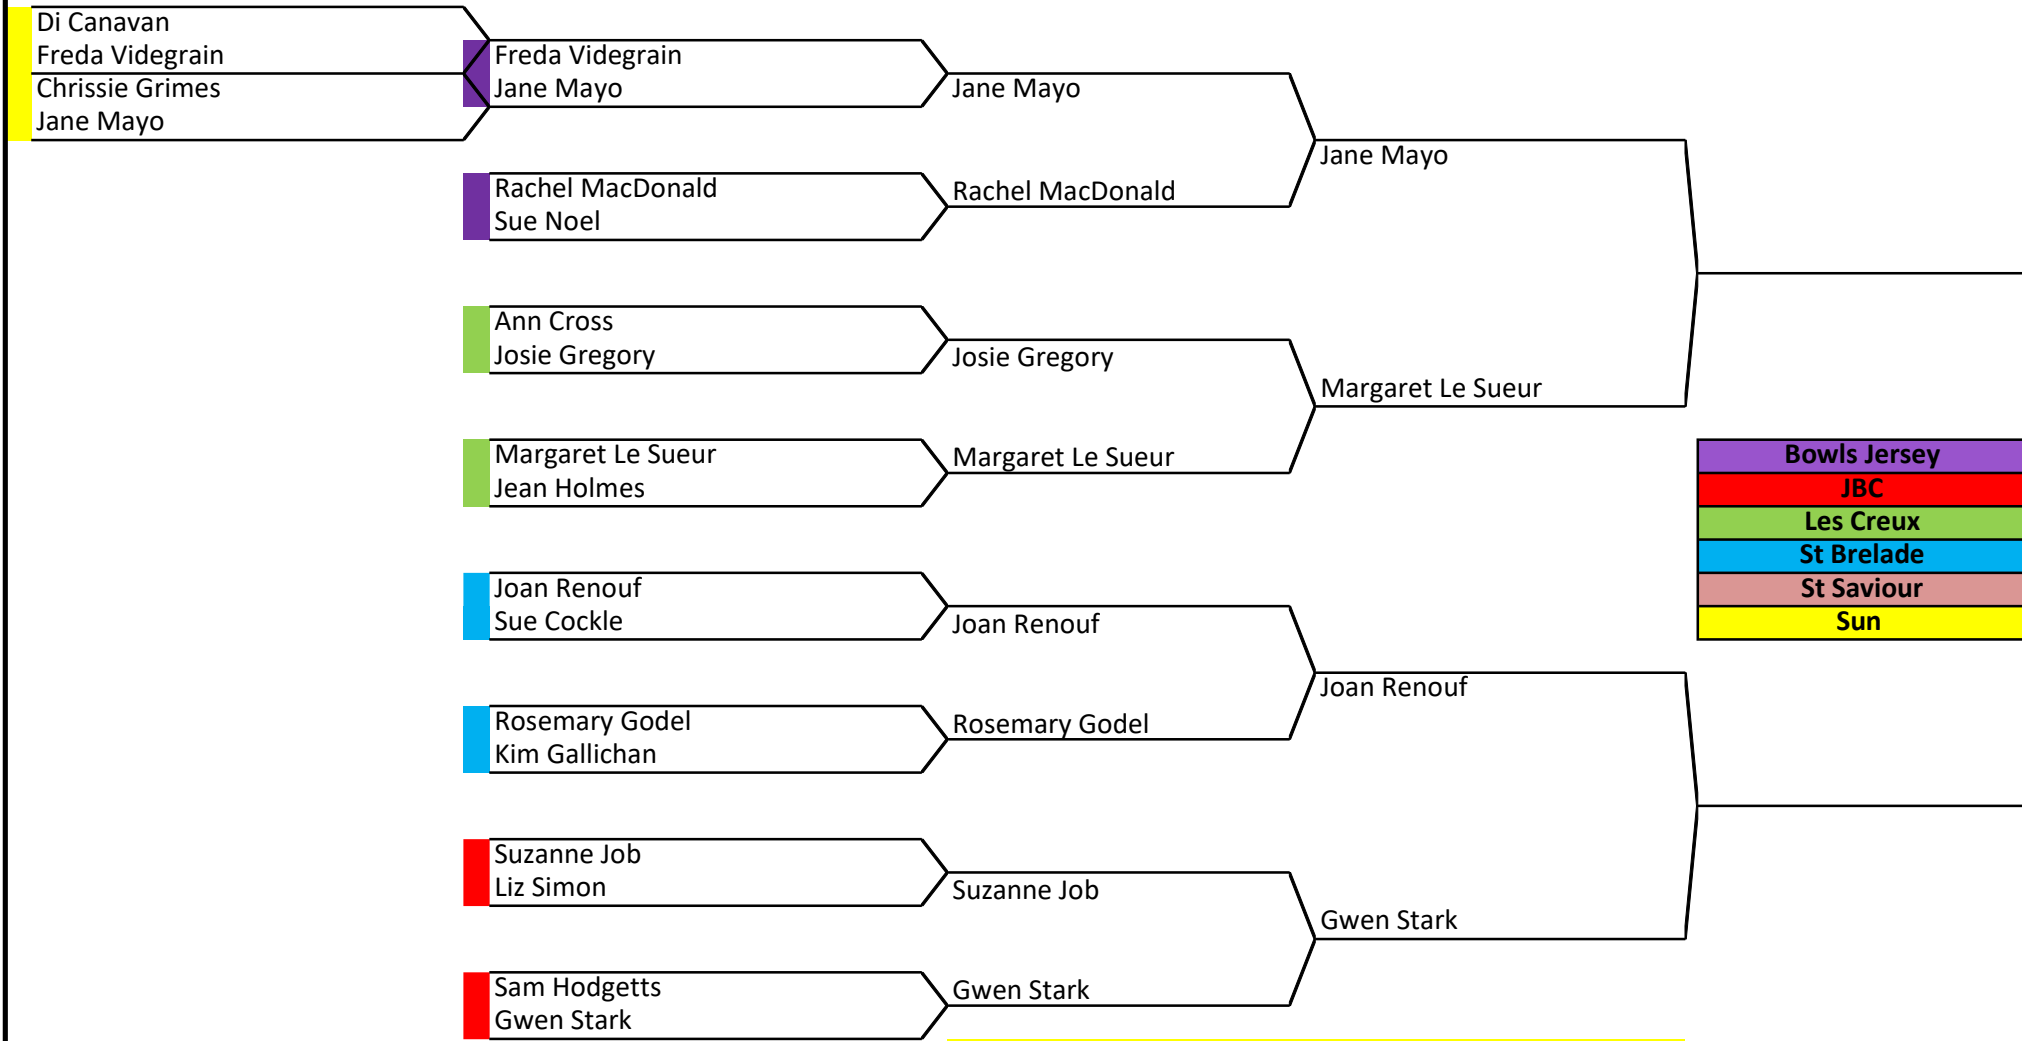 Di Canavan
Freda Videgrain
Chrissie Grimes
Jane Mayo
Freda Videgrain
Jane Mayo
Rachel MacDonald
Sue Noel
Ann Cross
Josie Gregory
Margaret Le Sueur
Jean Holmes
Joan Renouf
Sue Cockle
Rosemary Godel
Kim Gallichan
Suzanne Job
Liz Simon
Sam Hodgetts
Gwen Stark
Jane Mayo
Rachel MacDonald
Josie Gregory
Margaret Le Sueur
Joan Renouf
Rosemary Godel
Suzanne Job
Gwen Stark
Jane Mayo
Margaret Le Sueur
Joan Renouf
Gwen Stark
Bowls Jersey
JBC
Les Creux
St Brelade
St Saviour
Sun